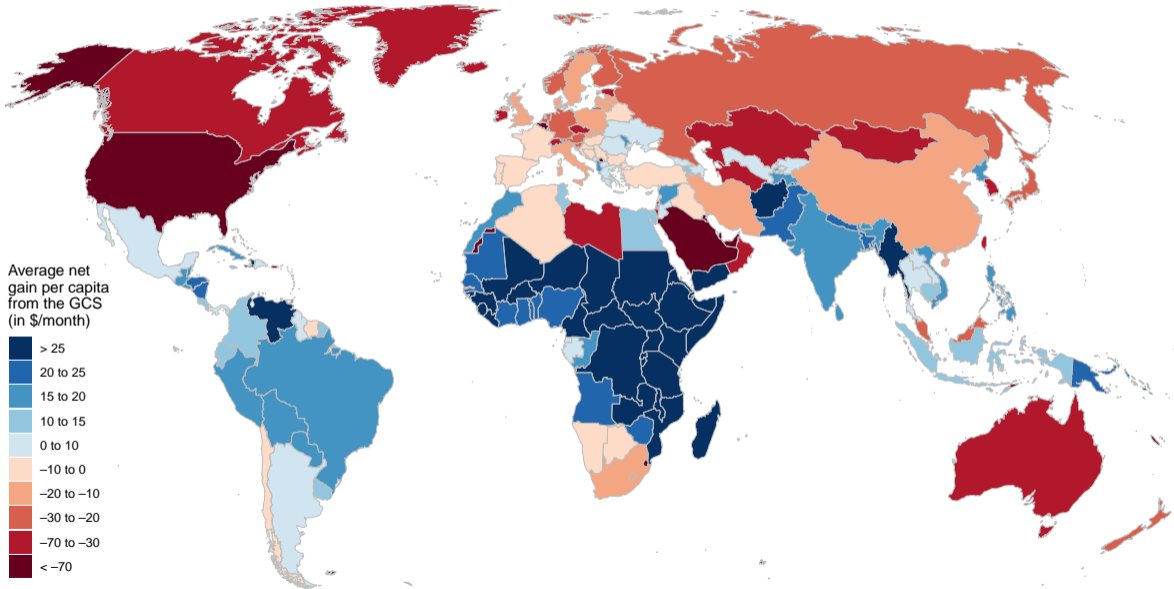 Average net
gain per capita
from the GCS
(in $/month)
> 25
20 to 25
15 to 20
10 to 15
0 to 10
–10 to 0
–20 to –10
–30 to –20
–70 to –30
< –70